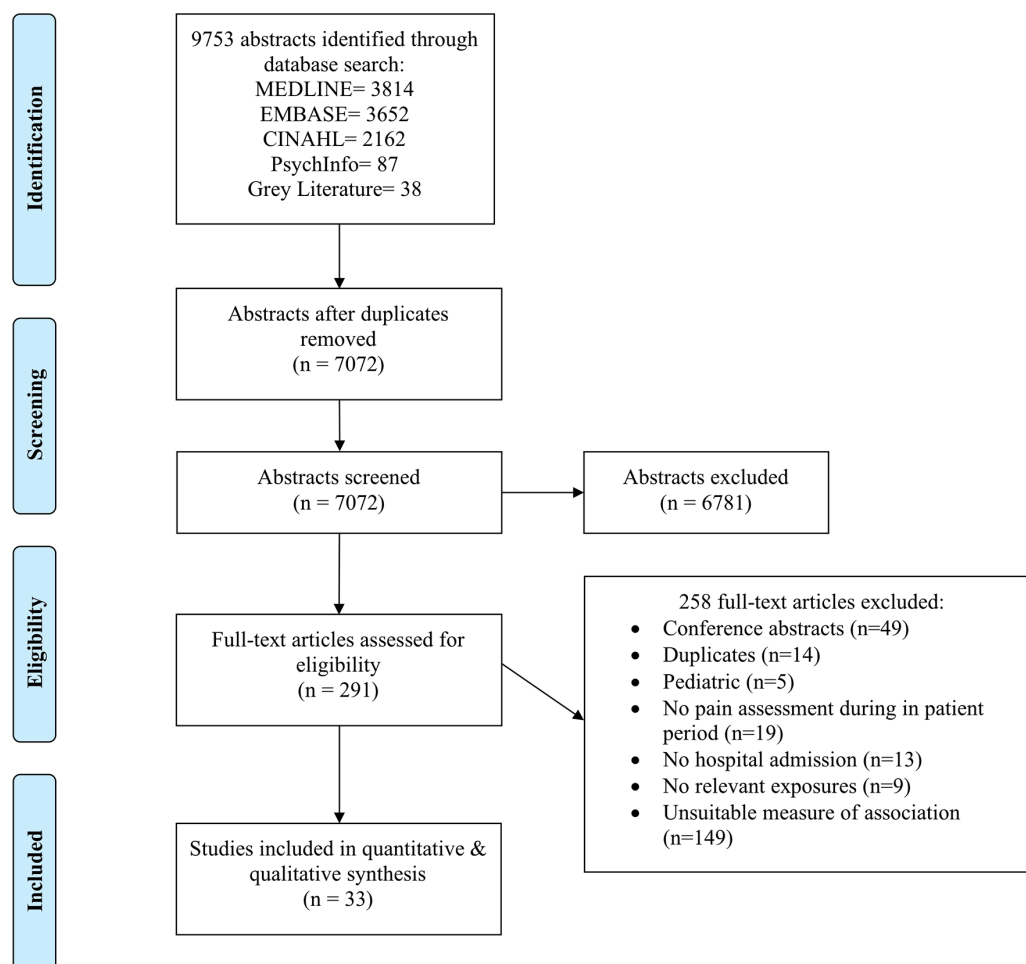 Identification
9753 abstracts identified through
database search:
MEDLINE= 3814
EMBASE= 3652
CINAHL= 2162
PsychInfo= 87
Grey Literature= 38
Screening
Abstracts after duplicates
removed
(n = 7072)
Abstracts screened
(n = 7072)
Abstracts excluded
(n = 6781)
Eligibility
Full-text articles assessed for
eligibility
(n = 291)
258 full-text articles excluded:
• Conference abstracts (n=49)
• Duplicates (n=14)
• Pediatric (n=5)
• No pain assessment during in patient
period (n=19)
• No hospital admission (n=13)
• No relevant exposures (n=9)
• Unsuitable measure of association
(n=149)
Included
Studies included in quantitative &
qualitative synthesis
(n = 33)